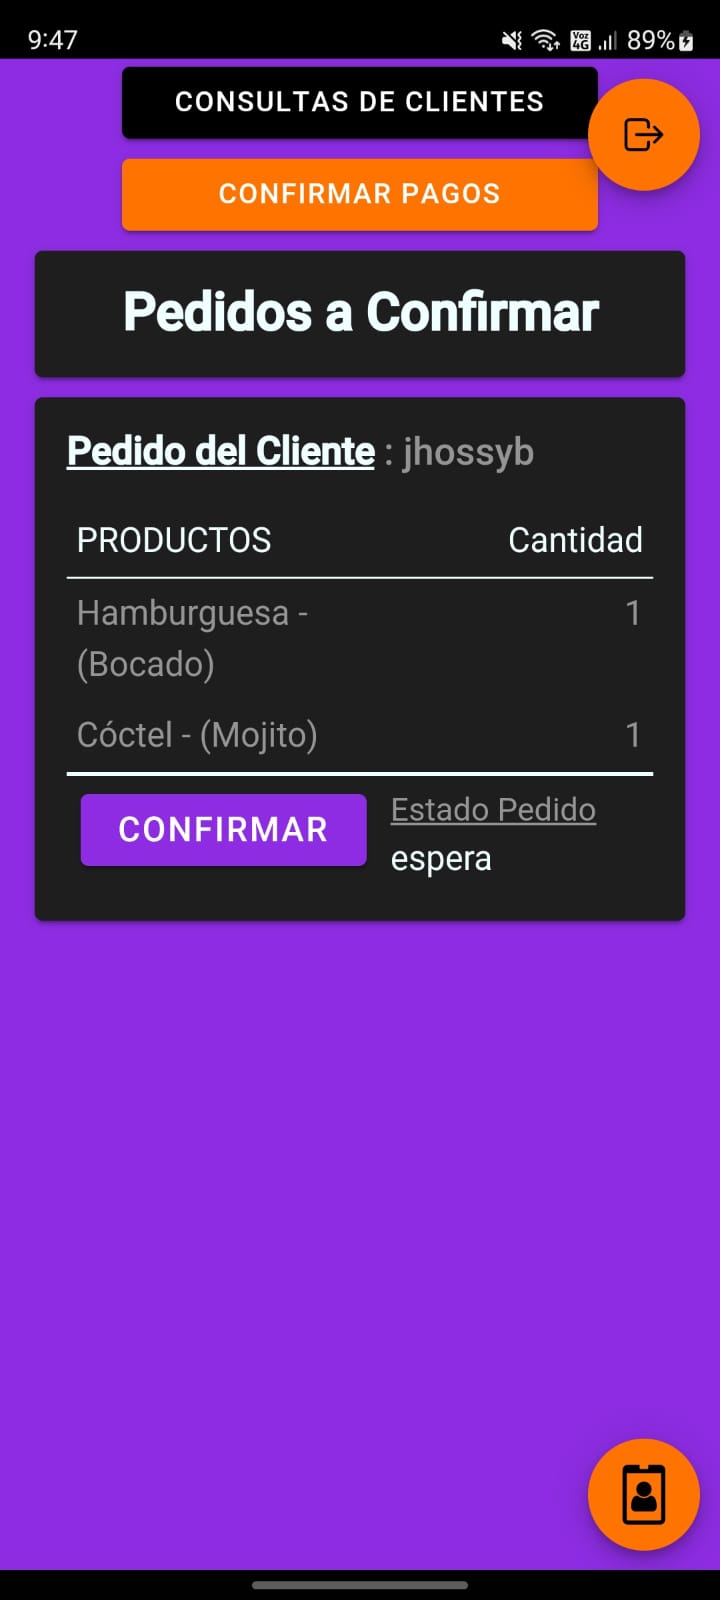 9:47 Voz 4G 89%
CONSULTAS DE CLIENTES
CONFIRMAR PAGOS
Pedidos a Confirmar
Pedido del Cliente : jhossyb
PRODUCTOS Cantidad
Hamburguesa - 1
(Bocado)
Cóctel - (Mojito) 1
CONFIRMAR
Estado Pedido
espera